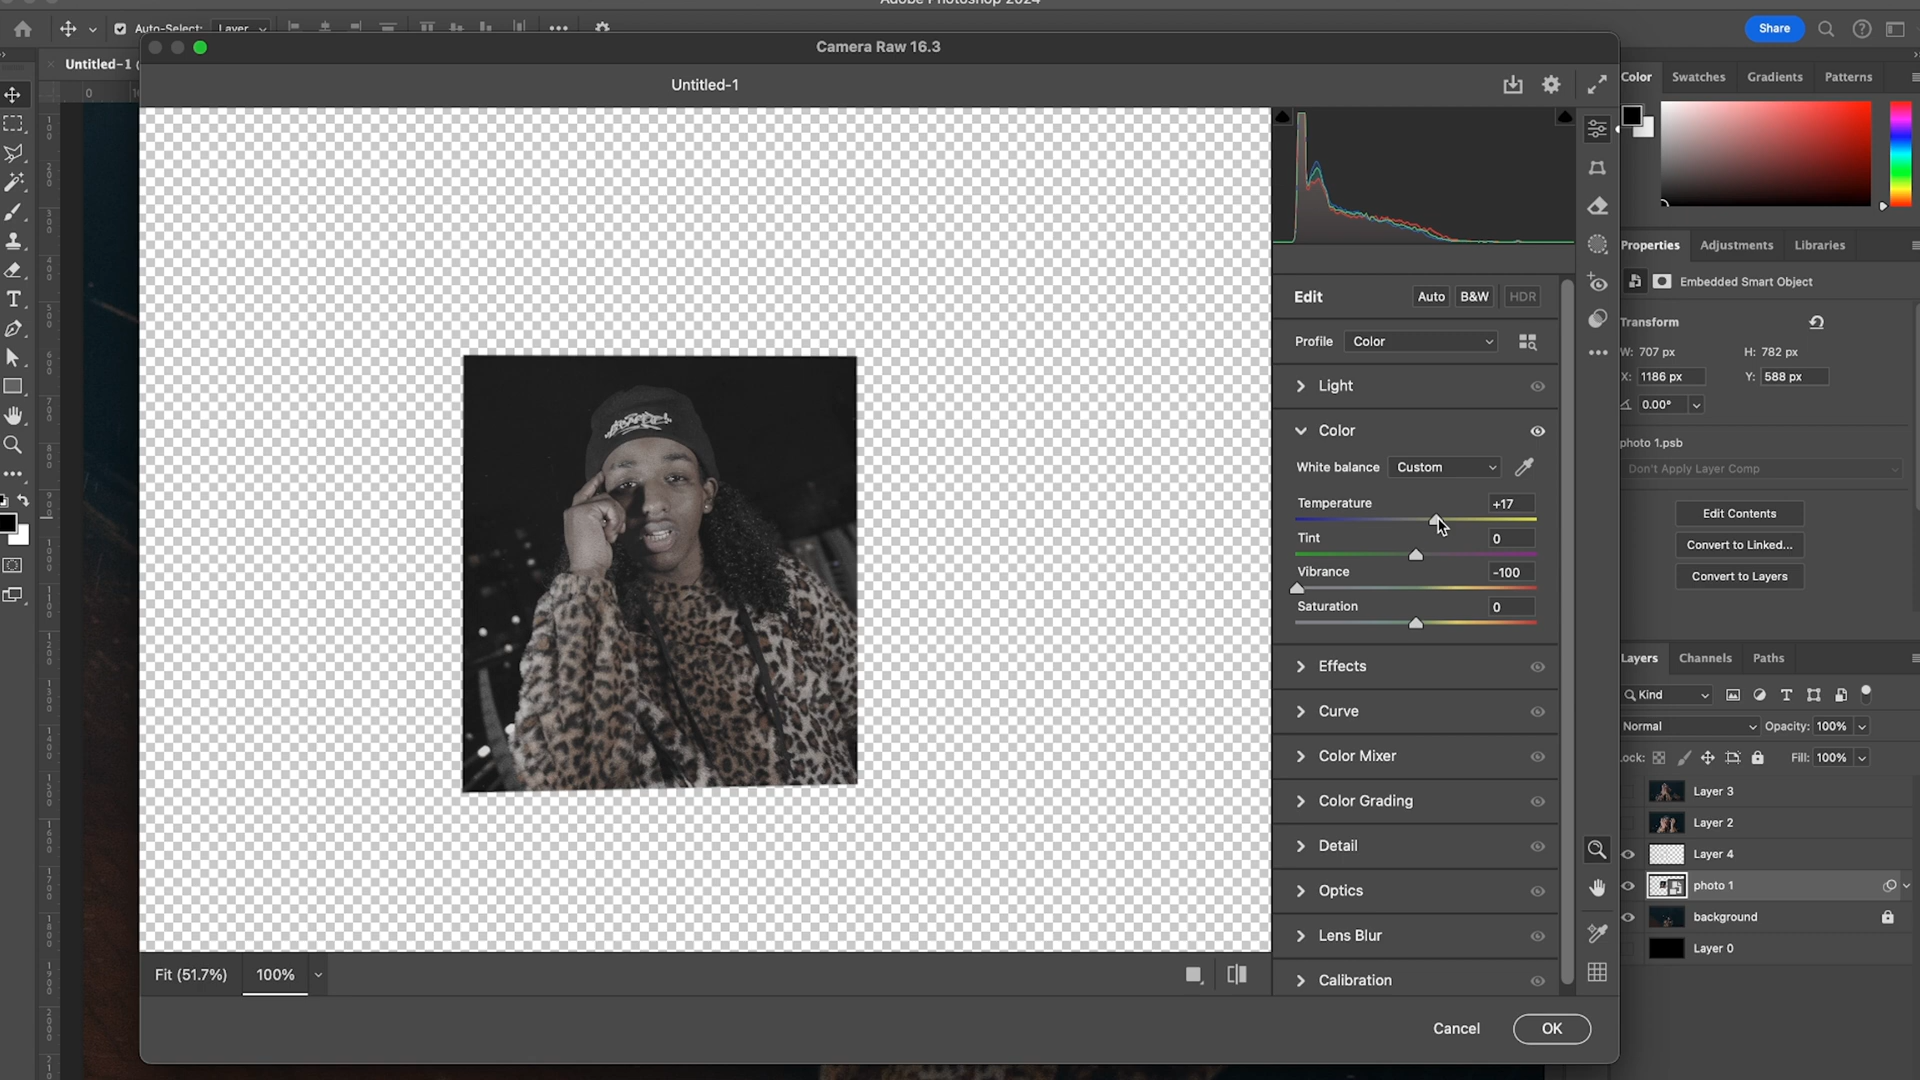 Adobe Photoshop 2024
Auto-Select: Layer
Share
Untitled-1
Camera Raw 16.3
Untitled-1
Color Swatches Gradients Patterns
Edit Auto B&W HDR
Profile Color
Light
Color
White balance Custom
Temperature +17
Tint 0
Vibrance -100
Saturation 0
Effects
Curve
Color Mixer
Color Grading
Detail
Optics
Lens Blur
Calibration
Fit (51.7%) 100%
Cancel OK
Properties Adjustments Libraries
Embedded Smart Object
Transform
W: 707 px H: 782 px
X: 1186 px Y: 588 px
0.00°
photo 1.psb
Don't Apply Layer Comp
Edit Contents
Convert to Linked...
Convert to Layers
Layers Channels Paths
Kind
Normal Opacity: 100%
Lock: Fill: 100%
Layer 3
Layer 2
Layer 4
photo 1
background
Layer 0